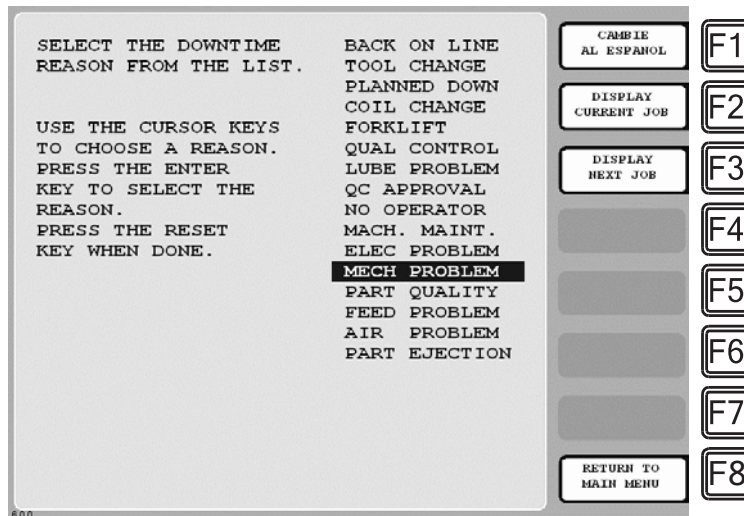 SELECT THE DOWNTIME
REASON FROM THE LIST.
USE THE CURSOR KEYS
TO CHOOSE A REASON.
PRESS THE ENTER
KEY TO SELECT THE
REASON.
PRESS THE RESET
KEY WHEN DONE.
BACK ON LINE
TOOL CHANGE
PLANNED DOWN
COIL CHANGE
FORKLIFT
QUAL CONTROL
LUBE PROBLEM
QC APPROVAL
NO OPERATOR
MACH. MAINT.
ELEC PROBLEM
MECH PROBLEM
PART QUALITY
FEED PROBLEM
AIR PROBLEM
PART EJECTION
CAMBIE
AL ESPANOL
F1
DISPLAY
CURRENT JOB
F2
DISPLAY
NEXT JOB
F3
F4
F5
F6
F7
RETURN TO
MAIN MENU
F8
600